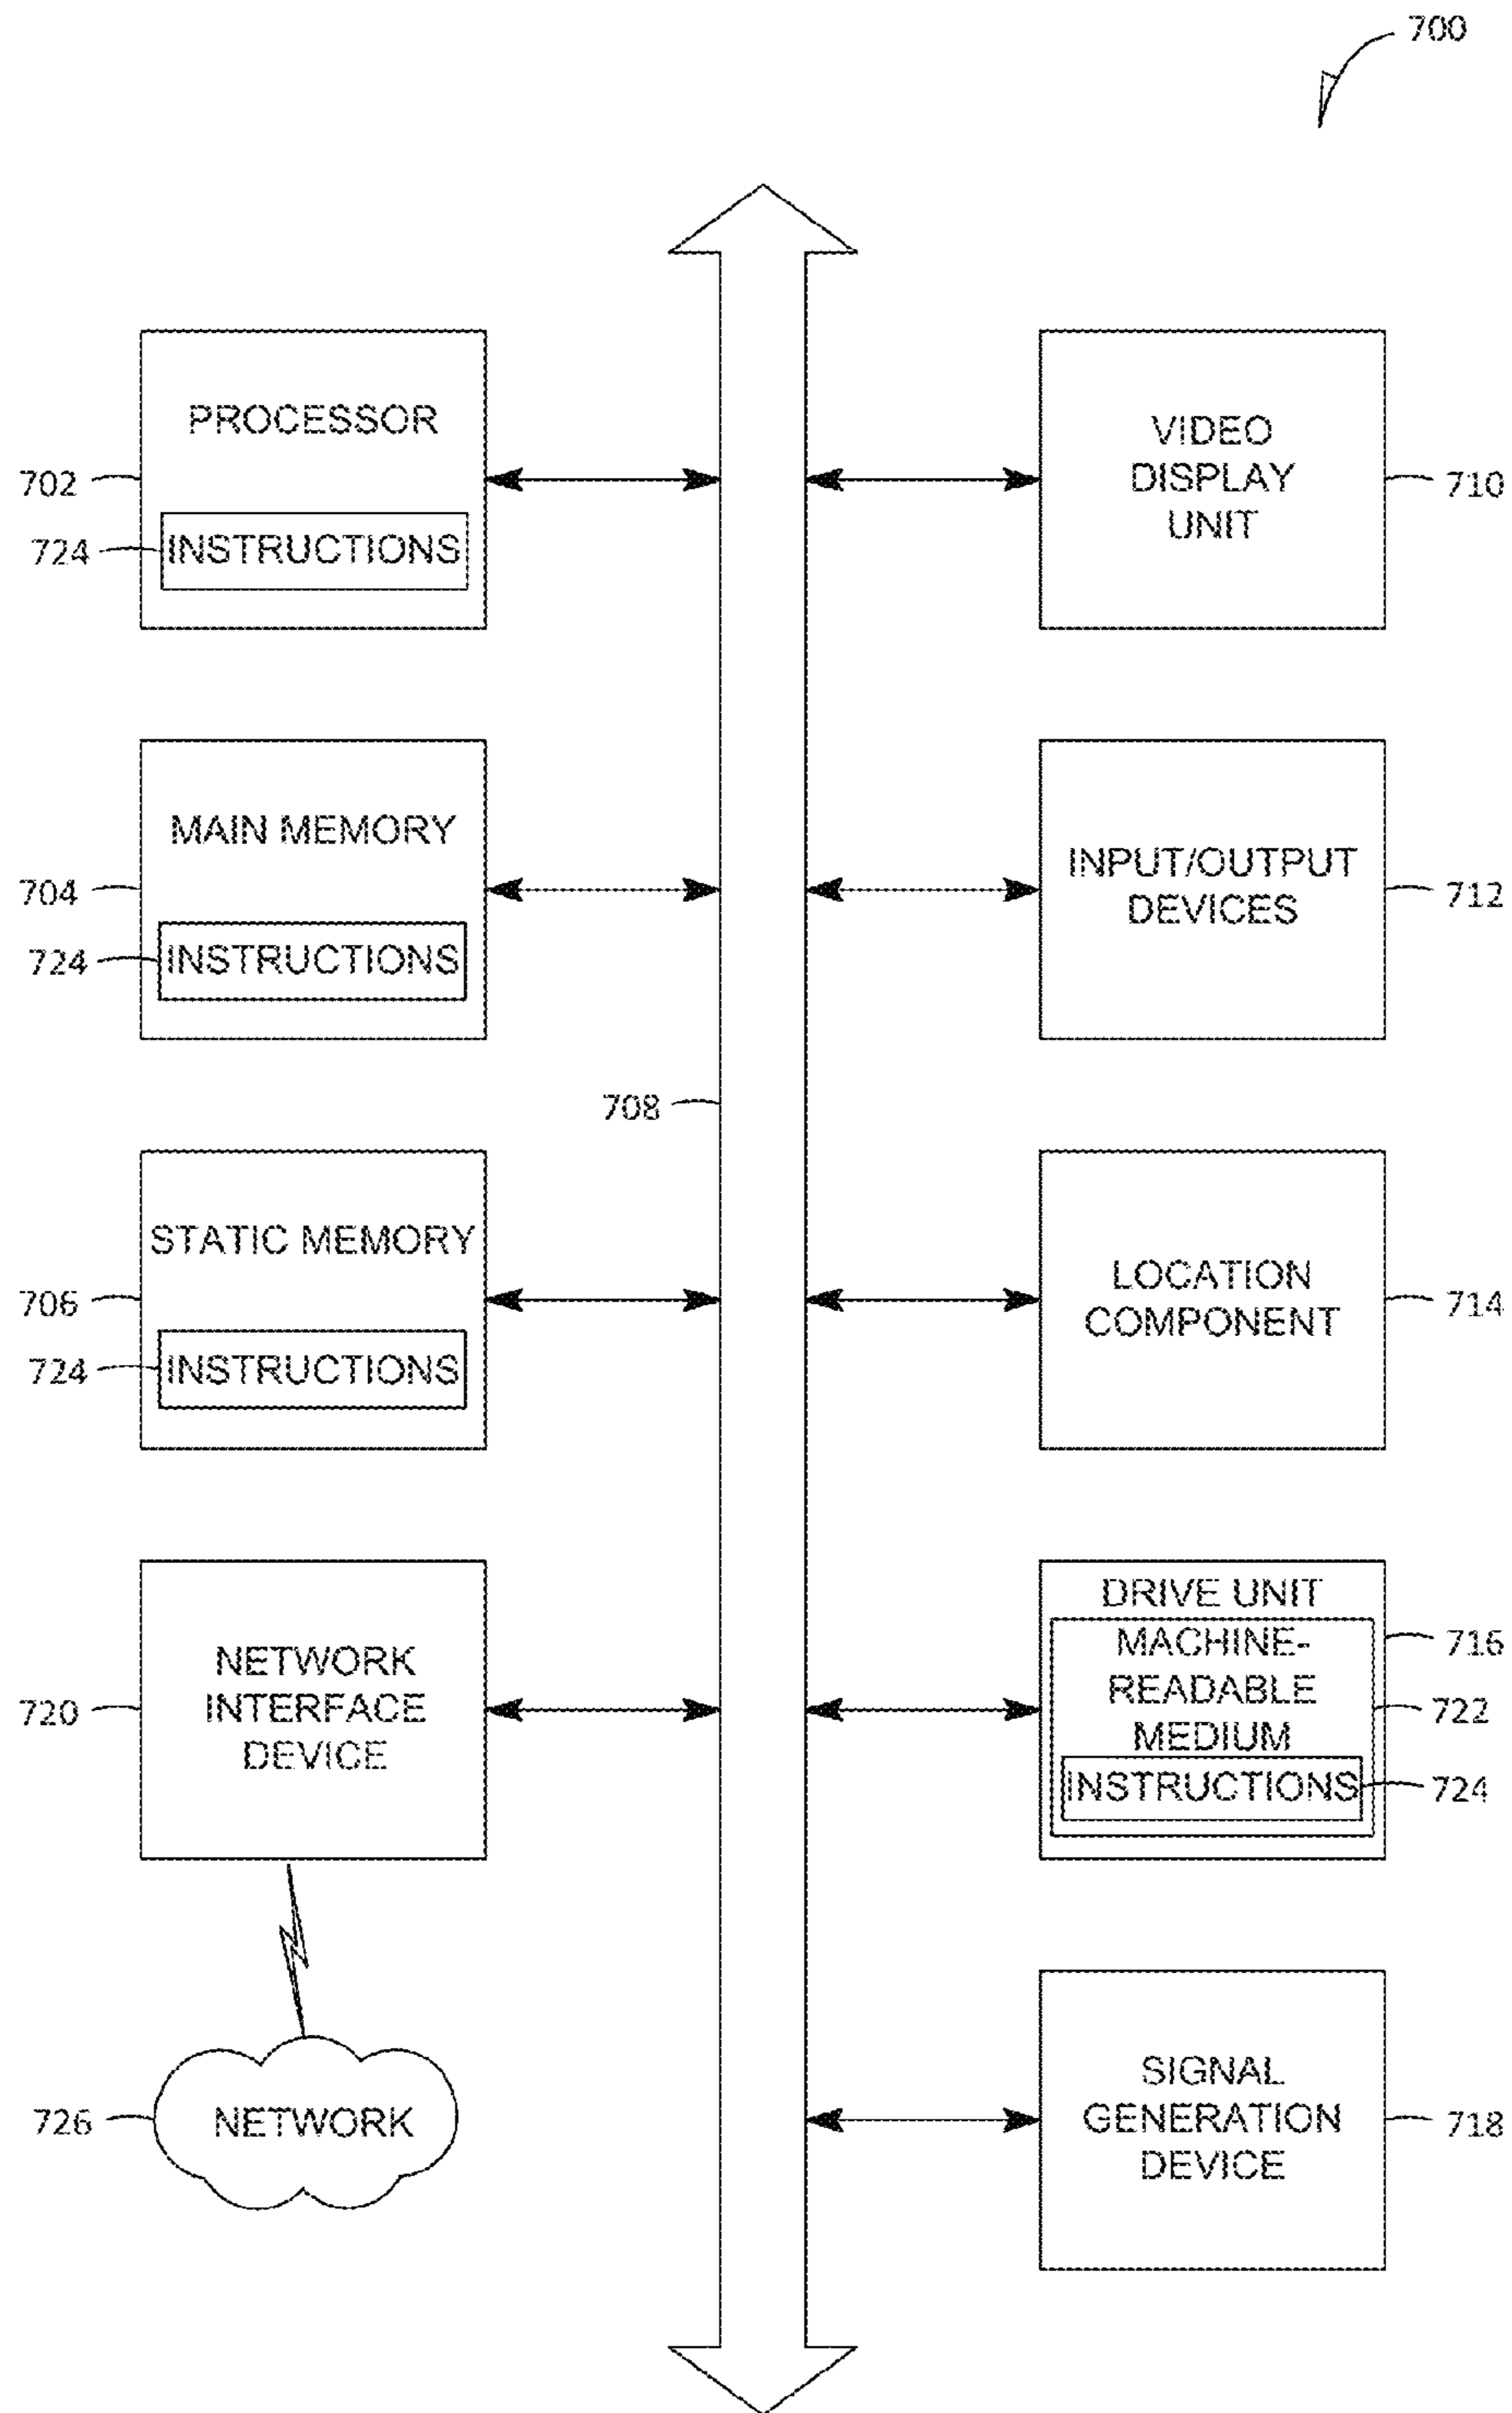 700
PROCESSOR
702
724
INSTRUCTIONS
VIDEO
DISPLAY
UNIT
710
MAIN MEMORY
704
724
INSTRUCTIONS
INPUT/OUTPUT
DEVICES
712
708
STATIC MEMORY
706
724
INSTRUCTIONS
LOCATION
COMPONENT
714
NETWORK
INTERFACE
DEVICE
720
DRIVE UNIT
MACHINE-
READABLE
MEDIUM
INSTRUCTIONS
716
722
724
NETWORK
726
SIGNAL
GENERATION
DEVICE
718